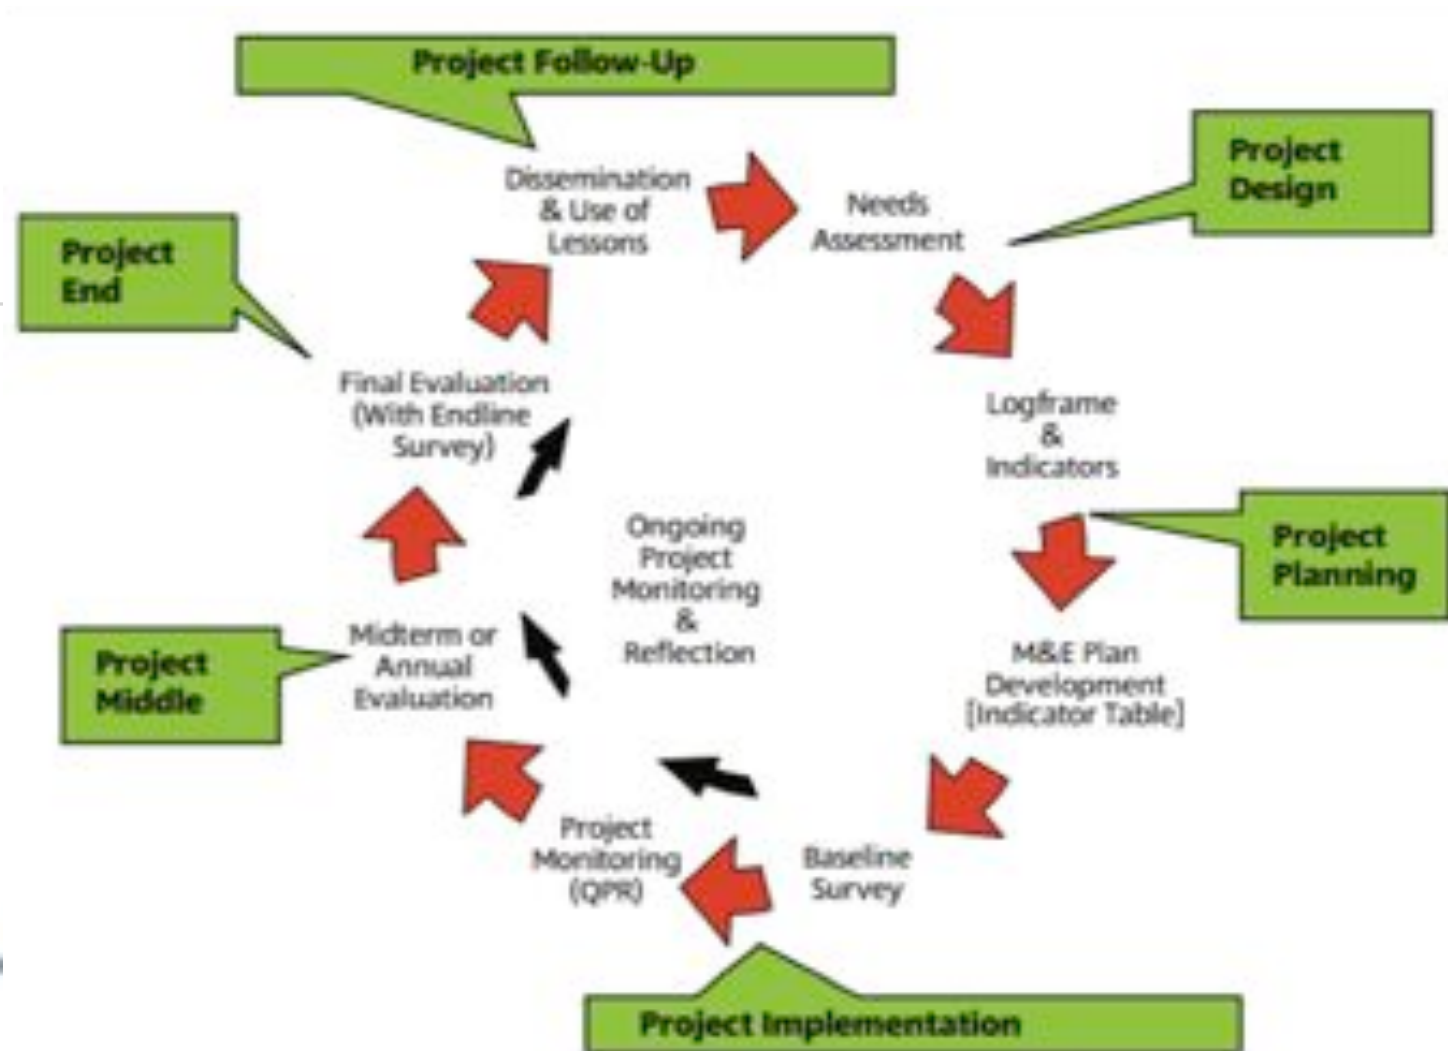 Project Follow-Up
Dissemination
& Use of
Lessons
Needs
Assessment
Project
Design
Project
End
Final Evaluation
(With Endline
Survey)
Logframe
&
Indicators
Ongoing
Project
Monitoring
&
Reflection
Project
Planning
Midterm or
Annual
Evaluation
Project
Middle
M&E Plan
Development
[Indicator Table]
Project
Monitoring
(QPR)
Baseline
Survey
Project Implementation